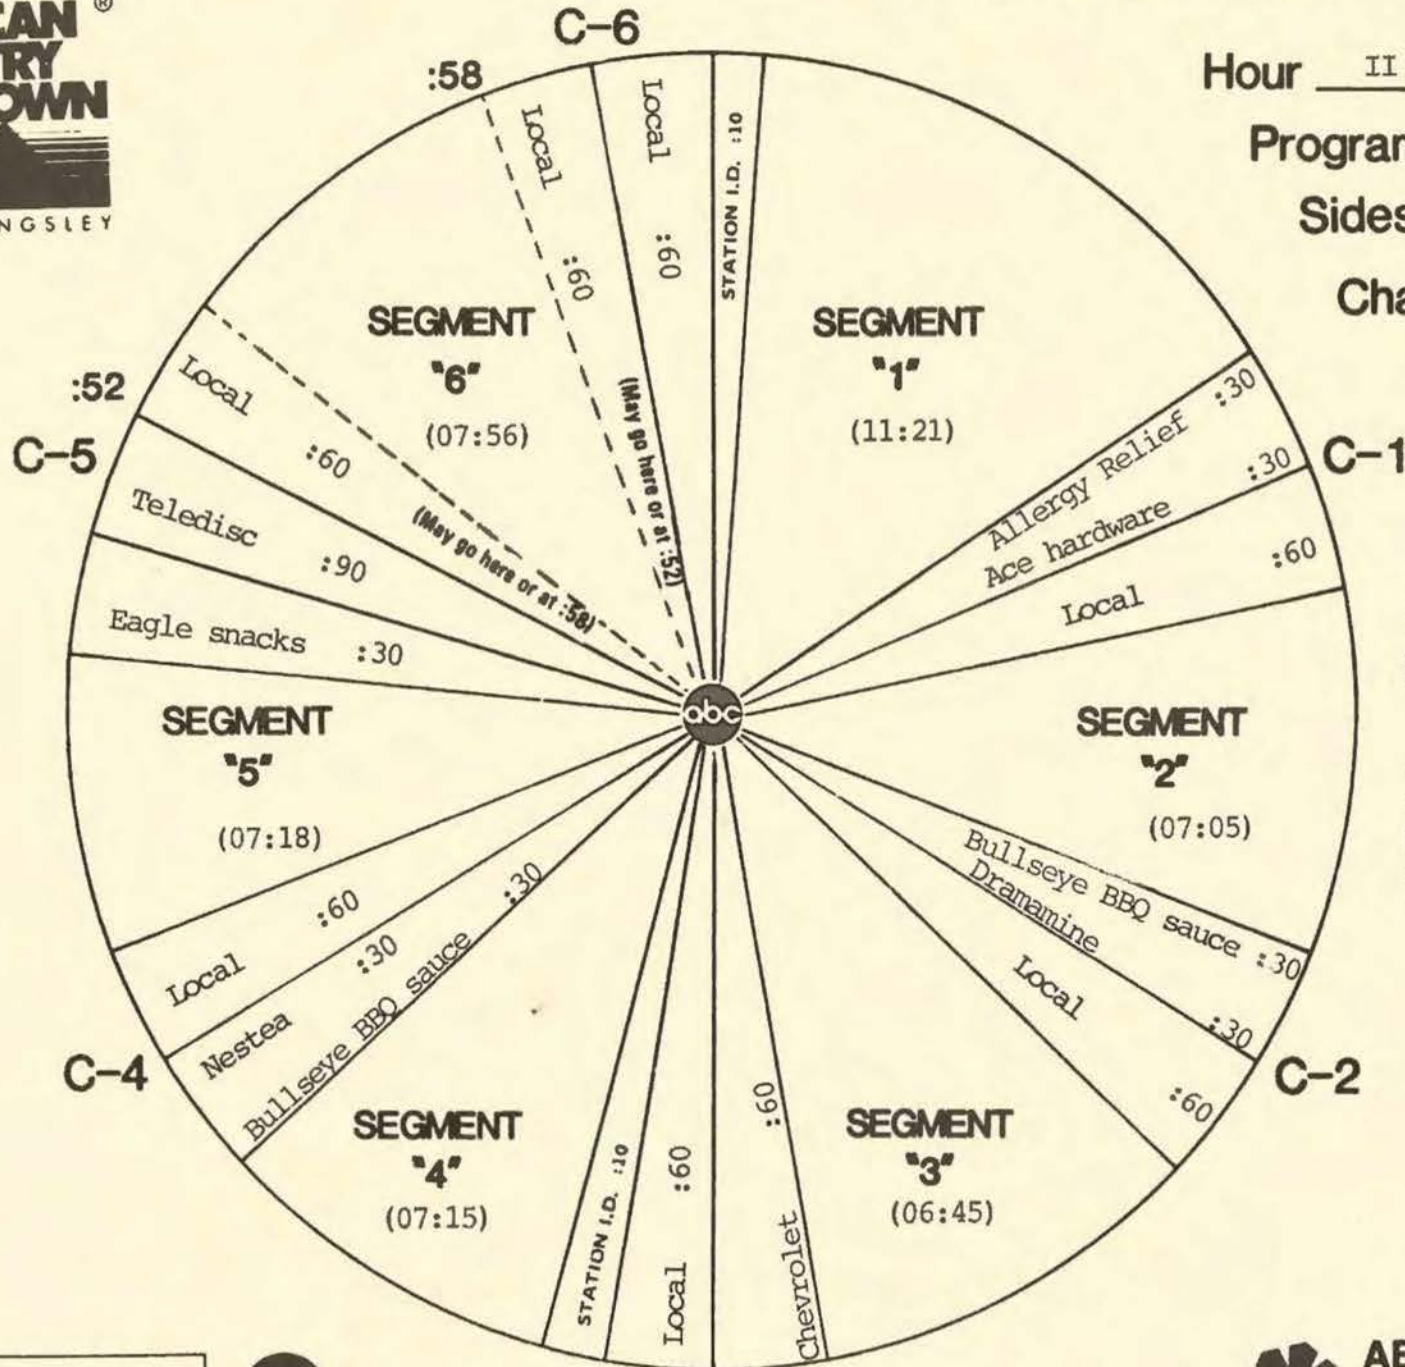 C-6
:58
Hour II
SEGMENT
"1"
(11:21)
Allergy Relief :30
Ace hardware :30
C-1
Local :60
SEGMENT
"2"
(07:05)
Bullseye BBQ sauce :30
Dramamine :30
C-2
Local :60
SEGMENT
"3"
(06:45)
Chevrolet :60
Local :60
STATION I.D. :10
SEGMENT
"4"
(07:15)
Bullseye BBQ sauce :30
Nestea :30
C-4
Local :60
SEGMENT
"5"
(07:18)
Eagle snacks :30
Teledisc :90
C-5
:52
Local :60
(May go here or at :58)
SEGMENT
"6"
(07:56)
Local :60
(May go here or at :52)
Local :60
STATION I.D. :10
abc